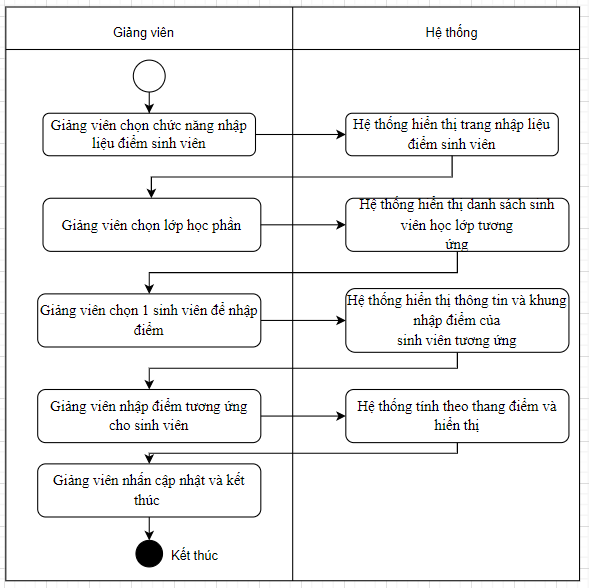 Giảng viên
Hệ thống
Giảng viên chọn chức năng nhập
liệu điểm sinh viên
Hệ thống hiển thị trang nhập liệu
điểm sinh viên
Giảng viên chọn lớp học phần
Hệ thống hiển thị danh sách sinh
viên học lớp tương
ứng
Giảng viên chọn 1 sinh viên để nhập
điểm
Hệ thống hiển thị thông tin và khung
nhập điểm của
sinh viên tương ứng
Giảng viên nhập điểm tương ứng
cho sinh viên
Hệ thống tính theo thang điểm và
hiển thị
Giảng viên nhấn cập nhật và kết
thúc
Kết thúc